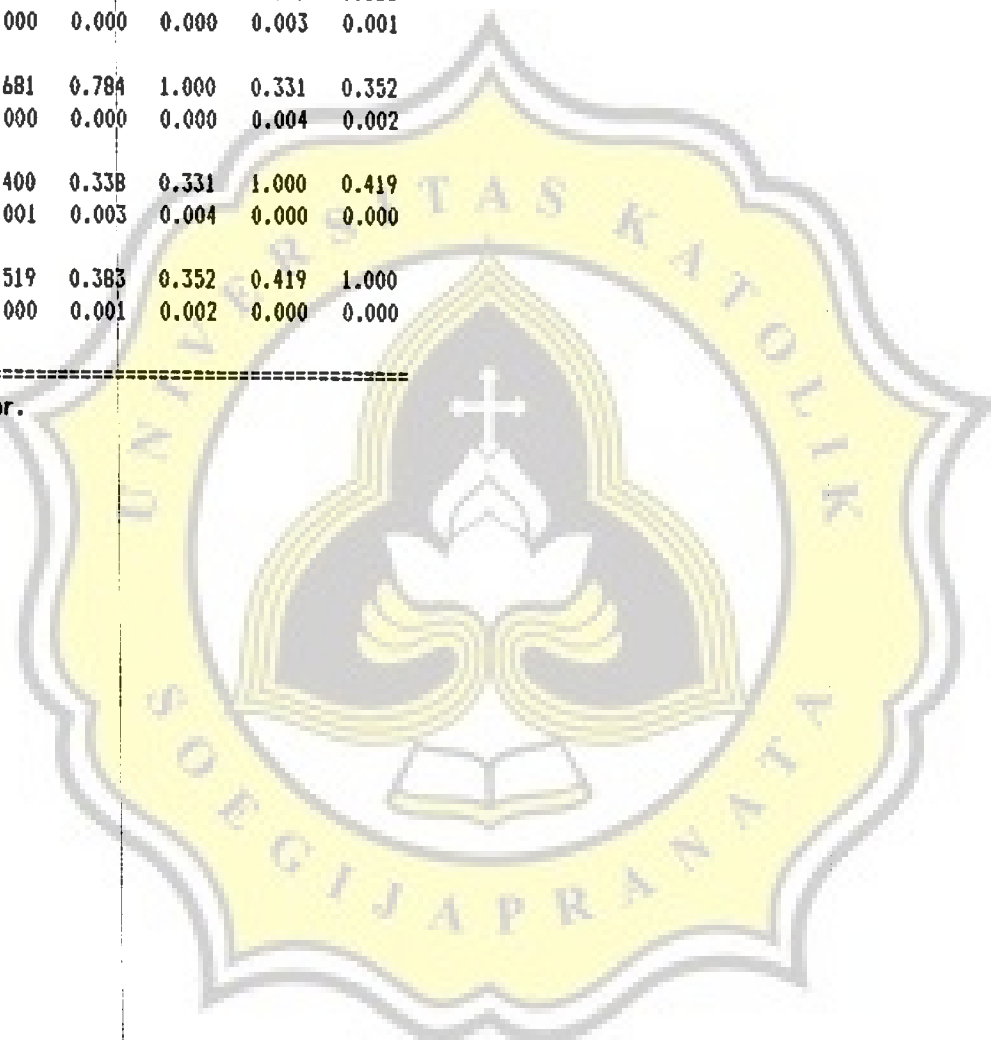 000 0.000 0.000 0.003 0.001
681 0.784 1.000 0.331 0.352
000 0.000 0.000 0.004 0.002
400 0.338 0.331 1.000 0.419
001 0.003 0.004 0.000 0.000
519 0.383 0.352 0.419 1.000
000 0.001 0.002 0.000 0.000
==========================================
or.
UNIVERSITAS KATOLIK
SOEGIJAPRANATA